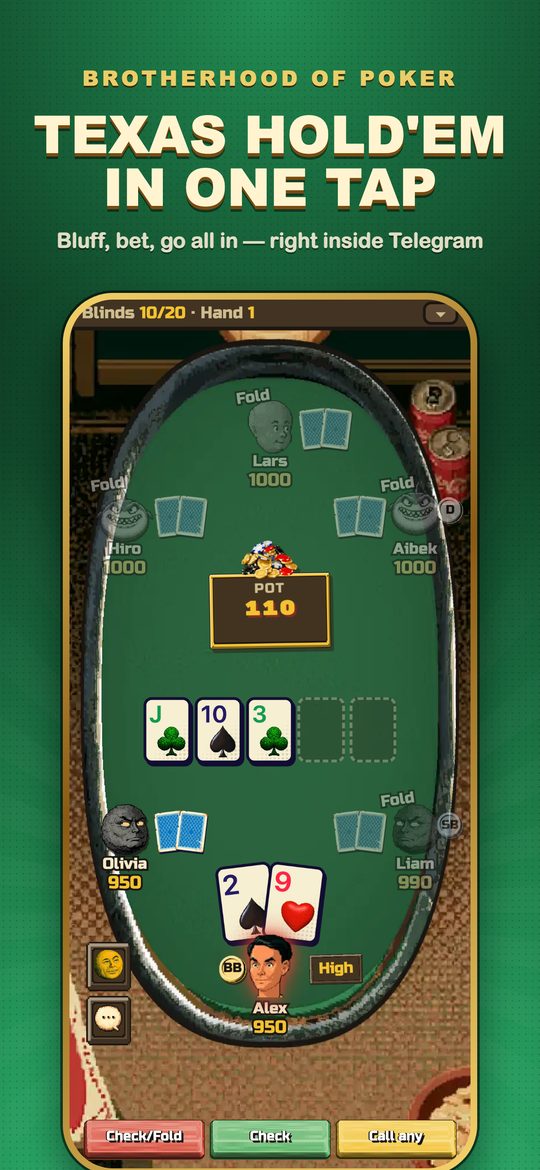 BROTHERHOOD OF POKER
TEXAS HOLD'EM
IN ONE TAP
Bluff, bet, go all in — right inside Telegram
Blinds 10/20 · Hand 1
Fold
Lars
1000
Fold
Hiro
1000
Fold
D
Aibek
1000
POT
110
J 10 3
Olivia
950
Fold
SB
Liam
990
2 9
BB
High
Alex
950
Check/Fold
Check
Call any